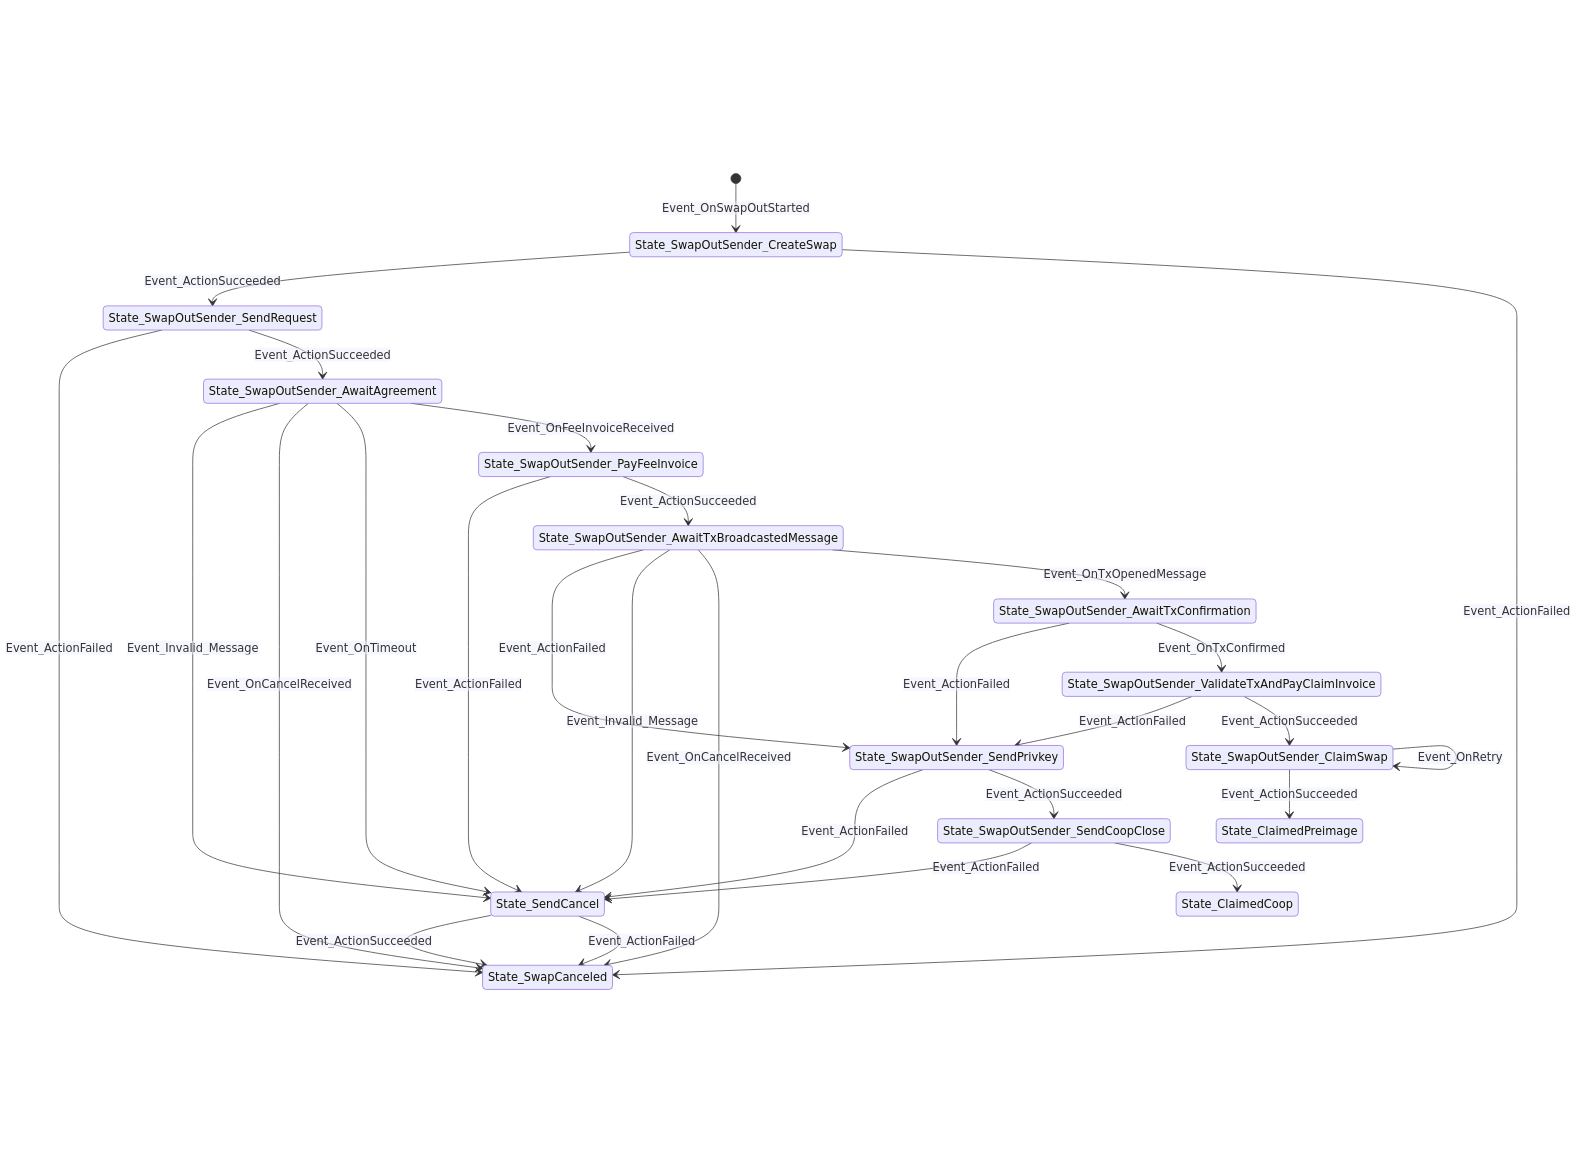 Event_OnSwapOutStarted
State_SwapOutSender_CreateSwap
Event_ActionSucceeded
State_SwapOutSender_SendRequest
Event_ActionSucceeded
State_SwapOutSender_AwaitAgreement
Event_OnFeeInvoiceReceived
State_SwapOutSender_PayFeeInvoice
Event_ActionSucceeded
State_SwapOutSender_AwaitTxBroadcastedMessage
Event_OnTxOpenedMessage
State_SwapOutSender_AwaitTxConfirmation
Event_ActionFailed
Event_ActionFailed
Event_Invalid_Message
Event_OnTimeout
Event_ActionFailed
Event_OnTxConfirmed
Event_OnCancelReceived
Event_ActionFailed
Event_ActionFailed
State_SwapOutSender_ValidateTxAndPayClaimInvoice
Event_Invalid_Message
Event_ActionFailed
Event_ActionSucceeded
Event_OnCancelReceived
State_SwapOutSender_SendPrivkey
State_SwapOutSender_ClaimSwap
Event_OnRetry
Event_ActionSucceeded
Event_ActionSucceeded
Event_ActionFailed
State_SwapOutSender_SendCoopClose
State_ClaimedPreimage
Event_ActionFailed
Event_ActionSucceeded
State_SendCancel
State_ClaimedCoop
Event_ActionSucceeded
Event_ActionFailed
State_SwapCanceled